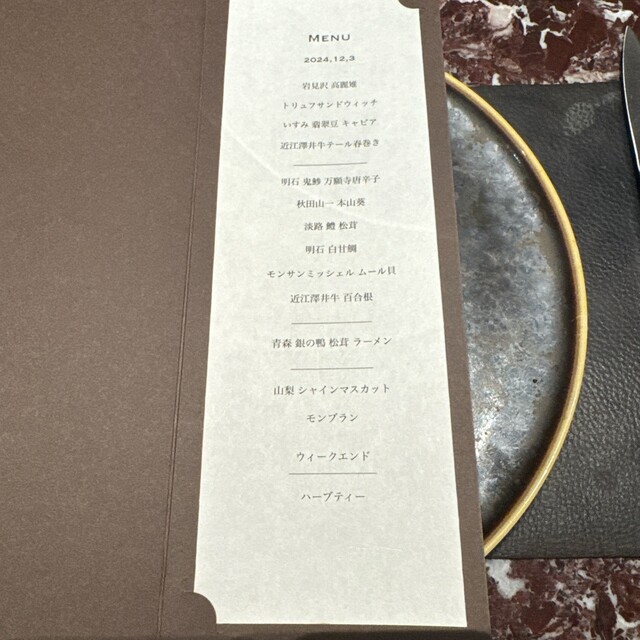 MENU
2024,12,3
岩見沢 高麗雉
トリュフサンドウィッチ
いすみ 翡翠豆 キャビア
近江澤井牛テール春巻き
明石 鬼鯵 万願寺唐辛子
秋田山一 本山葵
淡路 鱧 松茸
明石 白甘鯛
モンサンミッシェル ムール貝
近江澤井牛 百合根
青森 銀の鴨 松茸 ラーメン
山梨 シャインマスカット
モンブラン
ウィークエンド
ハーブティー